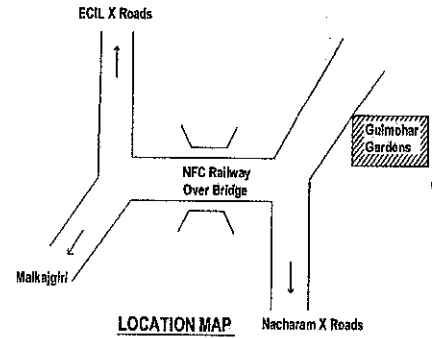 ECIL X Roads
Gulmohar
Gardens
NFC Railway
Over Bridge
Malkajgiri
LOCATION MAP
Nacharam X Roads